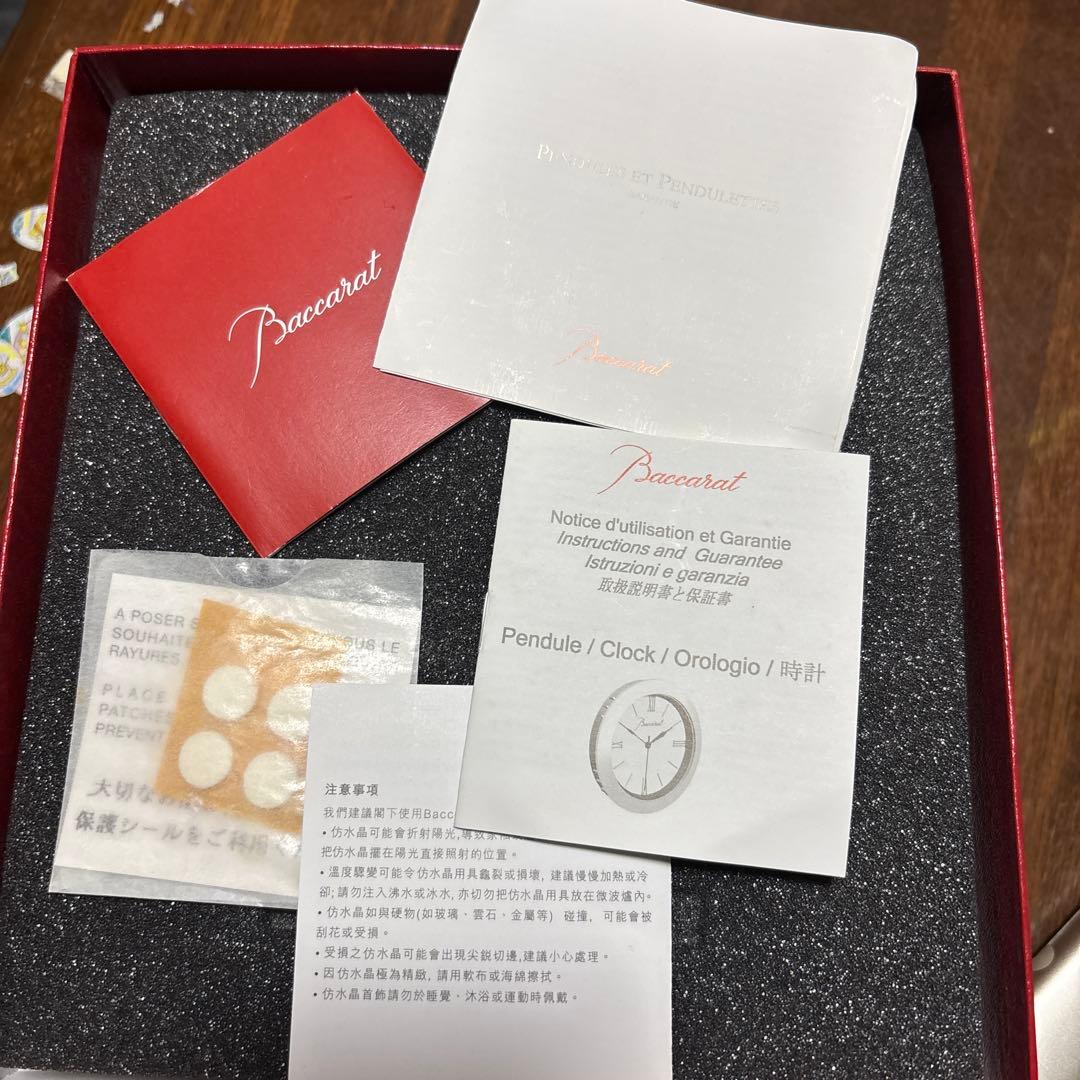 Baccarat
PENDULES ET PENDULETTES
Baccarat
Baccarat
Notice d'utilisation et Garantie
Instructions and Guarantee
Istruzioni e garanzia
取扱説明書と保証書
Pendule / Clock / Orologio / 時計
Baccarat
A POSER
SOUHAITE
RAYURES
LE
PLACE
PATCHES
PREVENT
大切な
保護シールをご利用
注意事項
我們建議閣下使用Bacc
• 仿水晶可能會折射陽光,導致家
把仿水晶擺在陽光直接照射的位置。
• 溫度驟變可能令仿水晶用具龜裂或損壞, 建議慢慢加熱或冷
卻;請勿注入沸水或冰水, 亦切勿把仿水晶用具放在微波爐內。
• 仿水晶如與硬物(如玻璃、雲石、金屬等) 碰撞, 可能會被
刮花或受損。
• 受損之仿水晶可能會出現尖銳切邊,建議小心處理。
• 因仿水晶極為精緻, 請用軟布或海綿擦拭。
• 仿水晶首飾請勿於睡覺、沐浴或運動時佩戴。